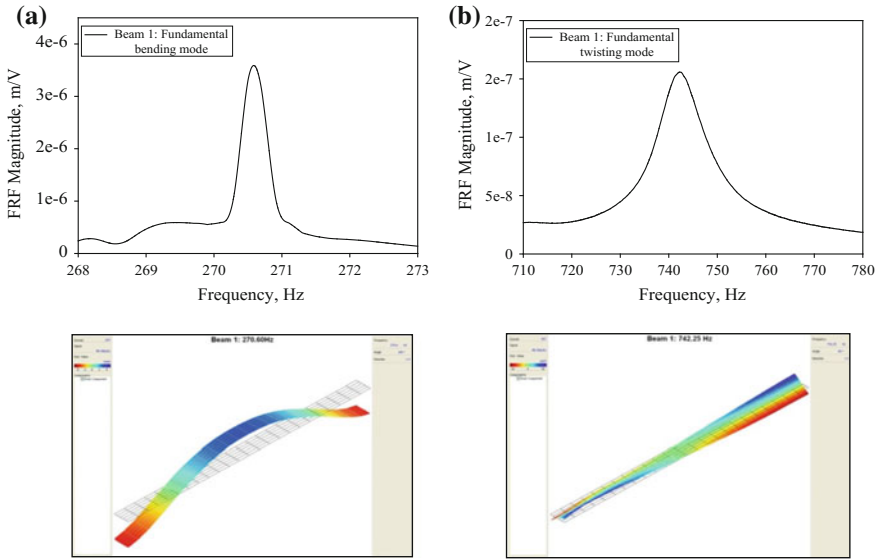 (a)
Beam 1: Fundamental
bending mode
FRF Magnitude, m/V
4e-6
3e-6
2e-6
1e-6
0
268 269 270 271 272 273
Frequency, Hz
(b)
Beam 1: Fundamental
twisting mode
FRF Magnitude, m/V
2e-7
2e-7
1e-7
5e-8
0
710 720 730 740 750 760 770 780
Frequency, Hz
Beam 1: 270.60Hz
Beam 1: 742.25 Hz